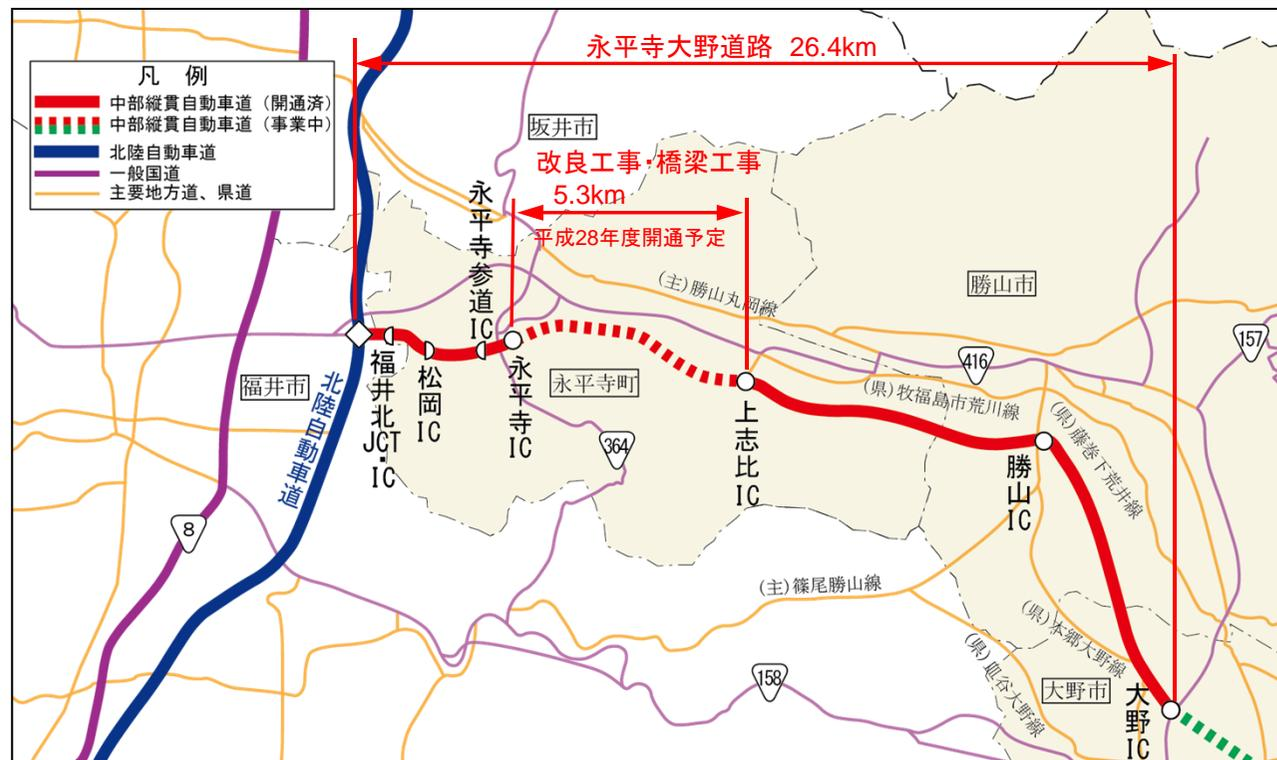 永平寺大野道路 26.4km
凡 例
中部縦貫自動車道（開通済）
中部縦貫自動車道（事業中）
北陸自動車道
一般国道
主要地方道、県道
坂井市
改良工事・橋梁工事
5.3km
平成28年度開通予定
永平寺参道IC
(主)勝山丸岡線
勝山市
157
416
福井市
北陸自動車道
福井北JCT・IC
松岡IC
永平寺IC
永平寺町
364
上志比IC
(県)牧福島市荒川線
(県)藤巻下荒井線
勝山IC
8
(主)篠尾勝山線
(県)本郷大野線
(県)皿谷大野線
158
大野市
大野IC